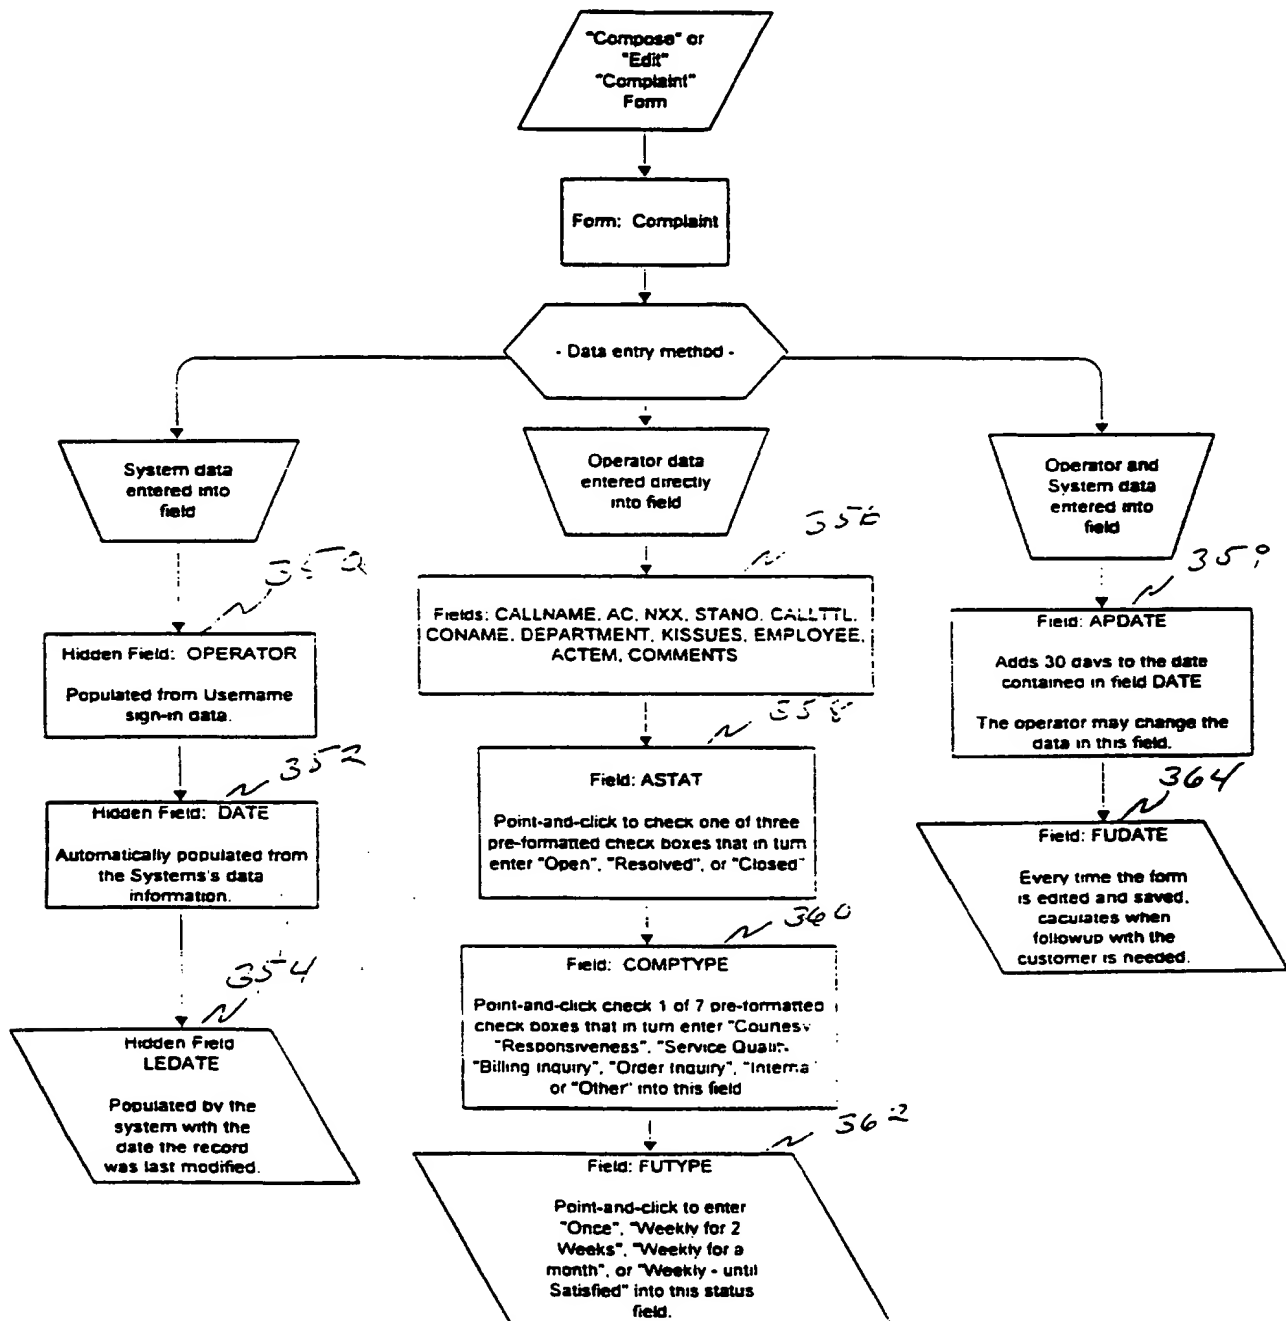 "Compose" or
"Edit"
"Complaint"
Form
Form: Complaint
- Data entry method -
System data
entered into
field
Hidden Field: OPERATOR
Populated from Username
sign-in data.
352
Hidden Field: DATE
Automatically populated from
the Systems's data
information.
354
Hidden Field
LEDATE
Populated by the
system with the
date the record
was last modified.
Operator data
entered directly
into field
Fields: CALLNAME, AC, NXX, STANO, CALLTTL,
CONAME, DEPARTMENT, KISSUES, EMPLOYEE,
ACTEM, COMMENTS
358
Field: ASTAT
Point-and-click to check one of three
pre-formatted check boxes that in turn
enter "Open", "Resolved", or "Closed"
360
Field: COMPTYPE
Point-and-click check 1 of 7 pre-formatted
check boxes that in turn enter "Courtesy
"Responsiveness", "Service Qualit
"Billing Inquiry", "Order Inquiry", "Interna
or "Other" into this field
362
Field: FUTYPE
Point-and-click to enter
"Once", "Weekly for 2
Weeks", "Weekly for a
month", or "Weekly - until
Satisfied" into this status
field.
Operator and
System data
entered into
field
Field: APDATE
Adds 30 days to the date
contained in field DATE
The operator may change the
data in this field.
364
Field: FUDATE
Every time the form
is edited and saved,
caculates when
followup with the
customer is needed.